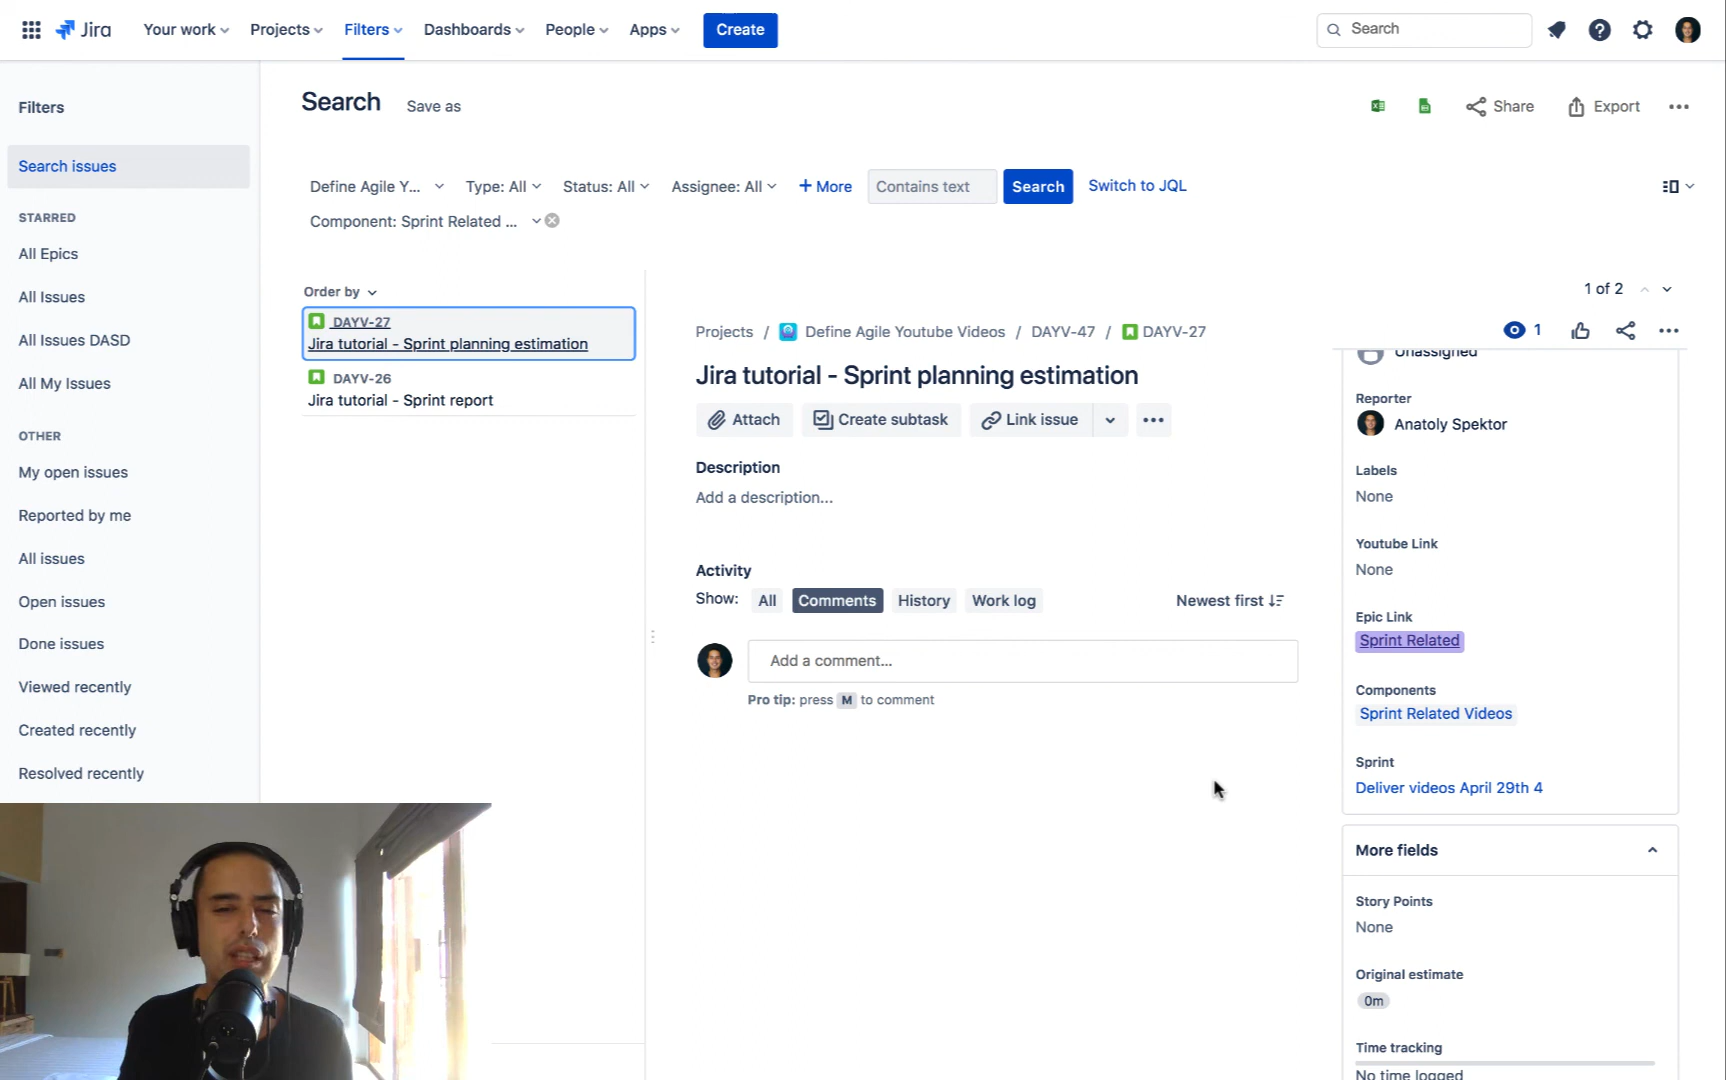 Jira Your work Projects Filters Dashboards People Apps Create Search
Filters
Search issues
STARRED
All Epics
All Issues
All Issues DASD
All My Issues
OTHER
My open issues
Reported by me
All issues
Open issues
Done issues
Viewed recently
Created recently
Resolved recently
Search Save as Share Export
Define Agile Y... Type: All Status: All Assignee: All + More Contains text Search Switch to JQL
Component: Sprint Related ...
Order by
DAYV-27
Jira tutorial - Sprint planning estimation
DAYV-26
Jira tutorial - Sprint report
1 of 2
Projects / Define Agile Youtube Videos / DAYV-47 / DAYV-27
1
Jira tutorial - Sprint planning estimation
Attach Create subtask Link issue
Description
Add a description...
Activity
Show: All Comments History Work log Newest first
Add a comment...
Pro tip: press M to comment
Unassigned
Reporter
Anatoly Spektor
Labels
None
Youtube Link
None
Epic Link
Sprint Related
Components
Sprint Related Videos
Sprint
Deliver videos April 29th 4
More fields
Story Points
None
Original estimate
0m
Time tracking
No time logged